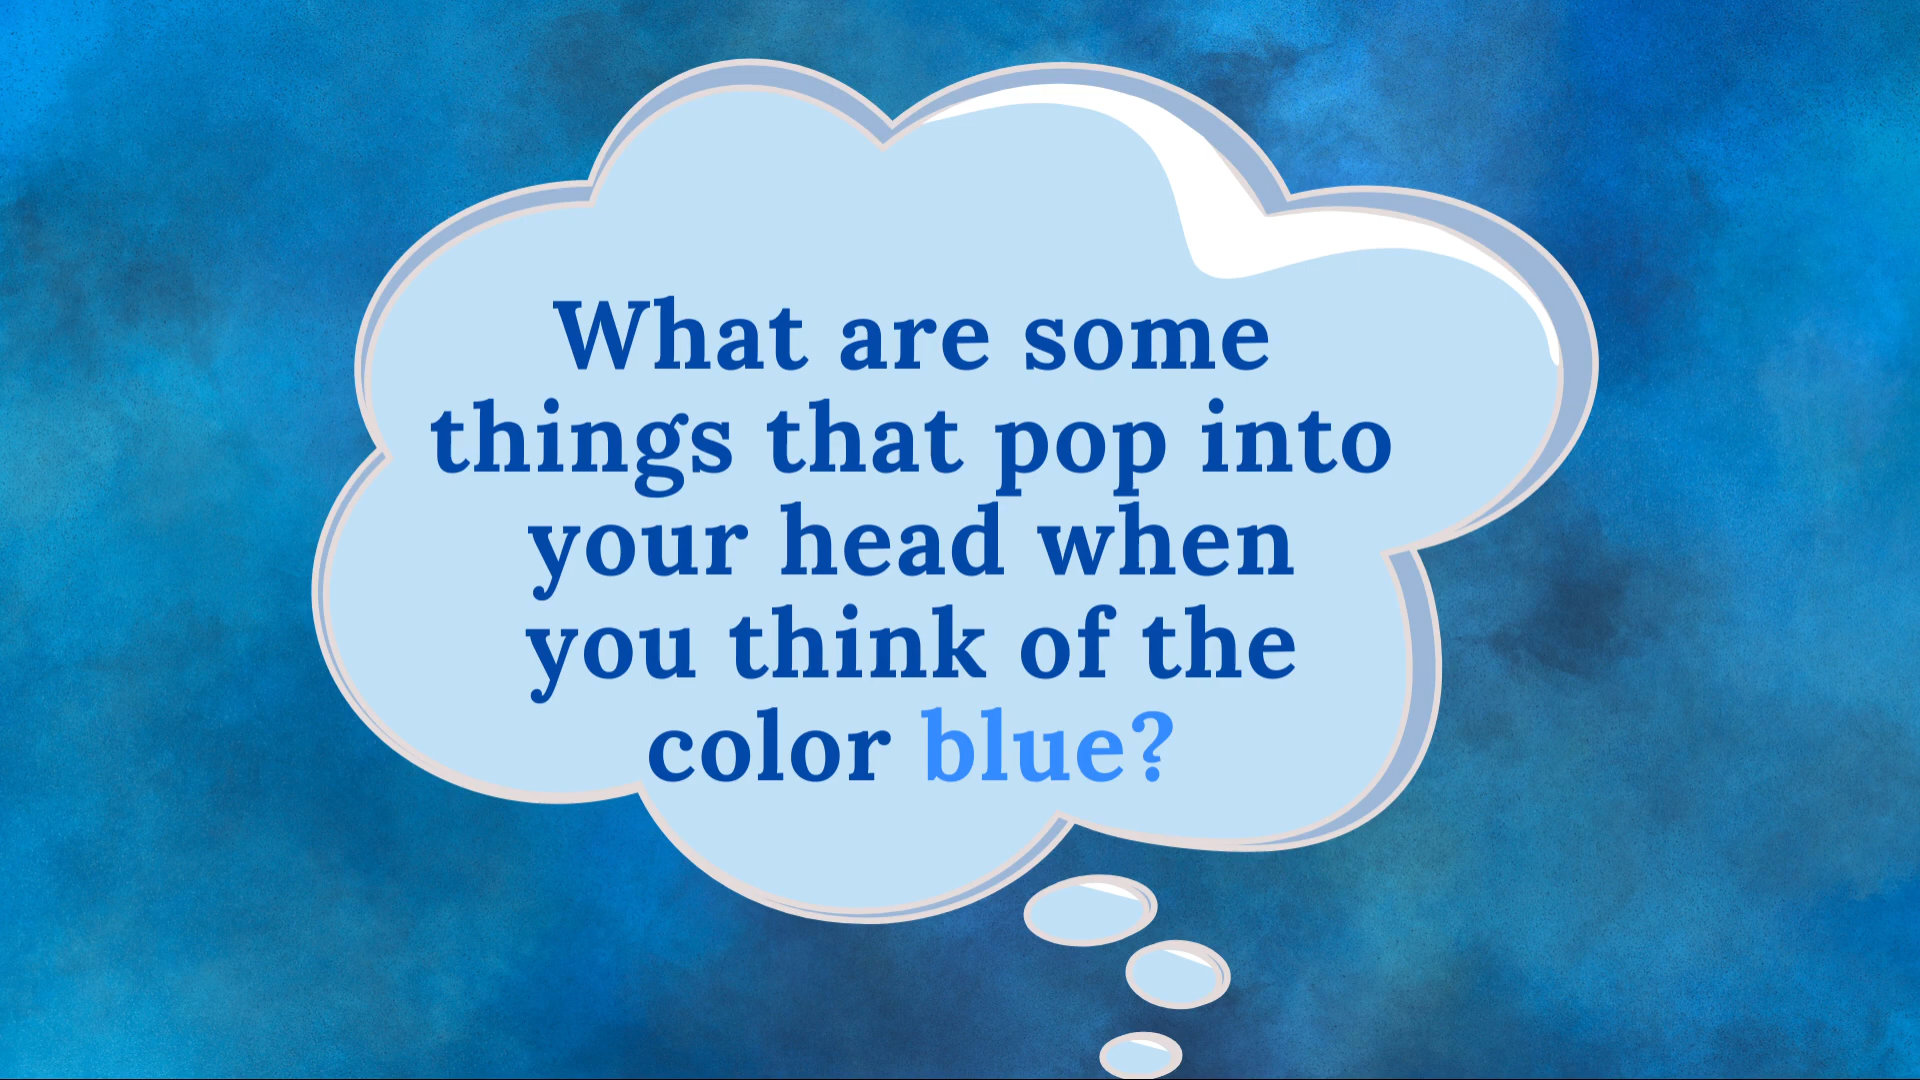 What are some
things that pop into
your head when
you think of the
color blue?